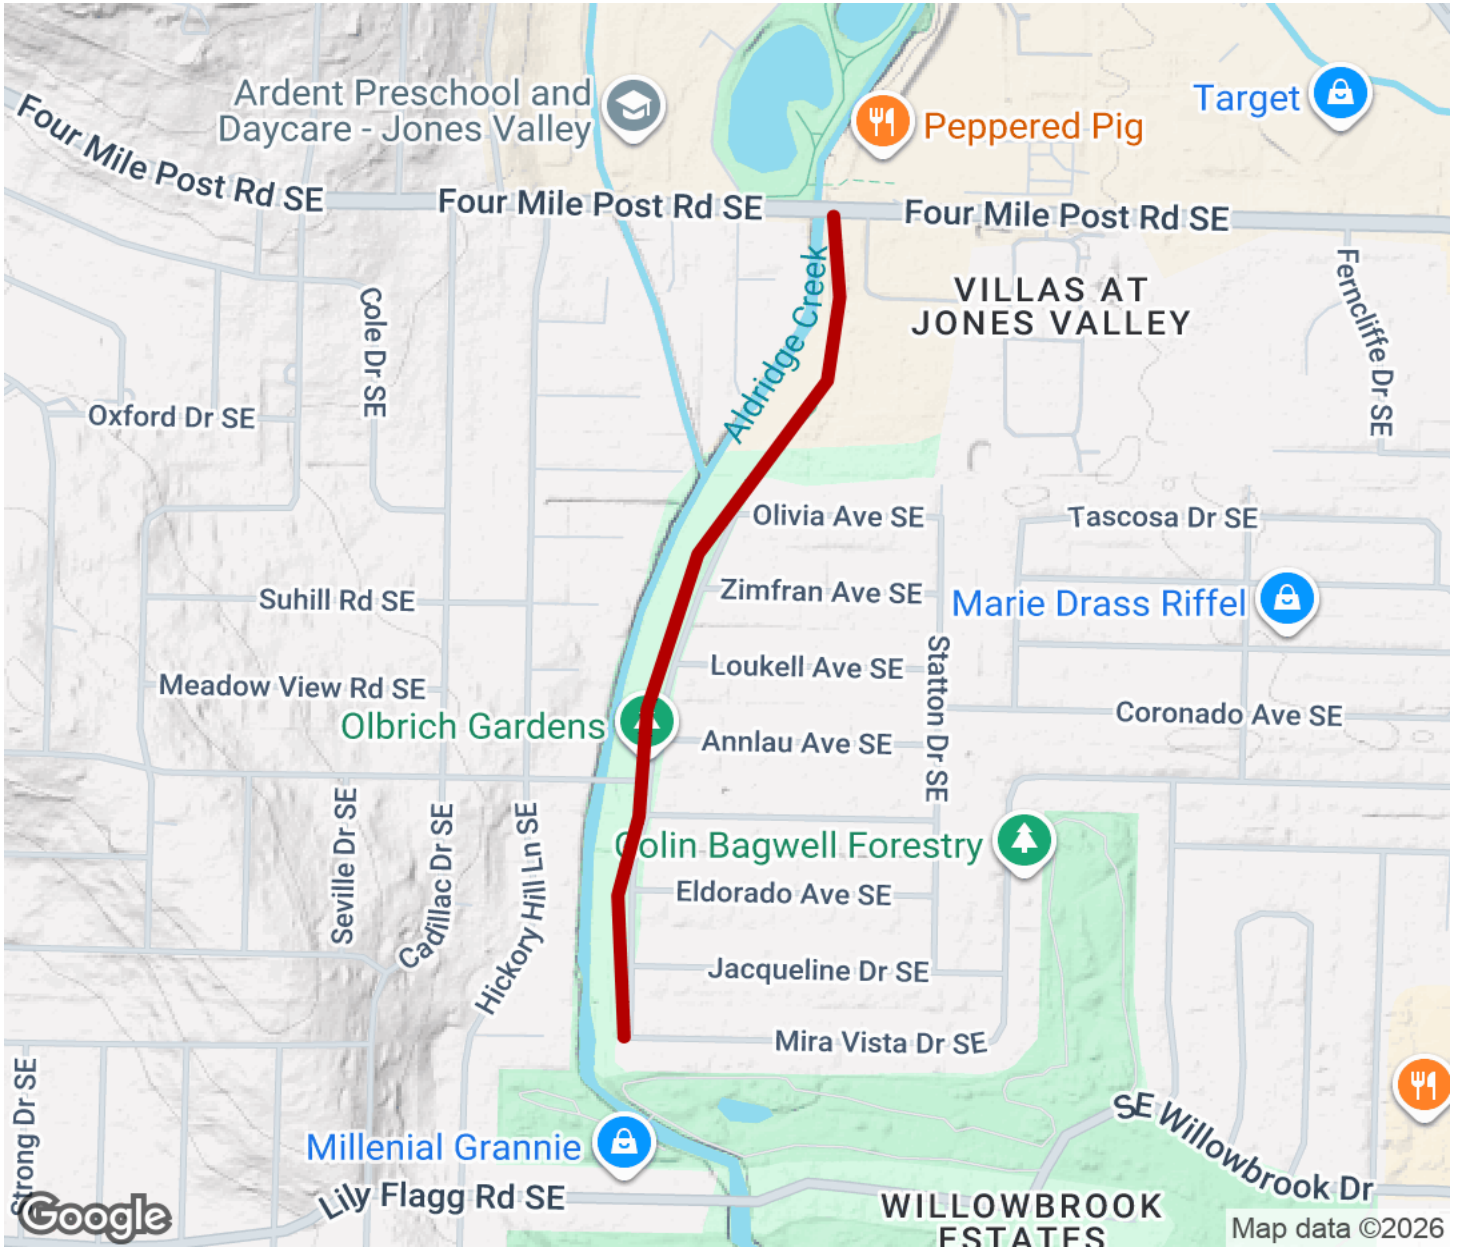 Ardent Preschool and
Daycare - Jones Valley
Target
Peppered Pig
Four Mile Post Rd SE
Four Mile Post Rd SE
Four Mile Post Rd SE
Aldridge Creek
VILLAS AT
JONES VALLEY
Ferncliffe Dr SE
Cole Dr SE
Oxford Dr SE
Olivia Ave SE
Tascosa Dr SE
Suhill Rd SE
Zimfran Ave SE
Marie Drass Riffel
Statton Dr SE
Loukell Ave SE
Meadow View Rd SE
Coronado Ave SE
Olbrich Gardens
Annlau Ave SE
Seville Dr SE
Cadillac Dr SE
Hickory Hill Ln SE
Colin Bagwell Forestry
Eldorado Ave SE
Jacqueline Dr SE
Mira Vista Dr SE
Strong Dr SE
SE Willowbrook Dr
Millenial Grannie
Lily Flagg Rd SE
WILLOWBROOK
ESTATES
Google
Map data ©2026